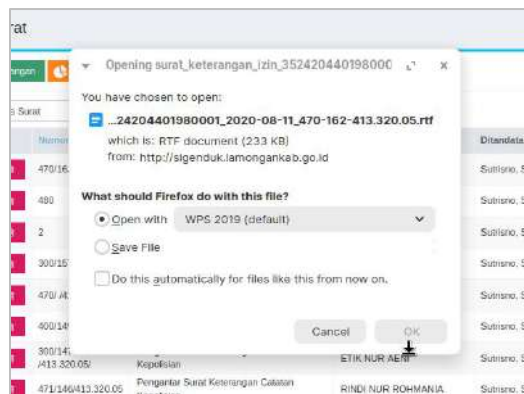 rat
Opening surat_keterangan_izin_352420440198000
angan
You have chosen to open:
Surat
...24204401980001_2020-08-11_470-162-413.320.05.rtf
Nomor
Ditandata
which is: RTF document (233 KB)
from: http://sigenduk.lamongankab.go.id
470/16
Sutrisno, S
What should Firefox do with this file?
480
Sutrisno, S
Open with WPS 2019 (default)
2
Sutrisno, S
Save File
300/15
Sutrisno, S
Do this automatically for files like this from now on.
470/ /4
Sutrisno, S
400/14
Cancel OK
Sutrisno, S
300/147
/413.320.05/
Kepolisian
ETIK NUR AENI
Sutrisno, S
471/146/413.320.05
Pengantar Surat Keterangan Catatan
RINDI NUR ROHMANIA
Sutrisno, S